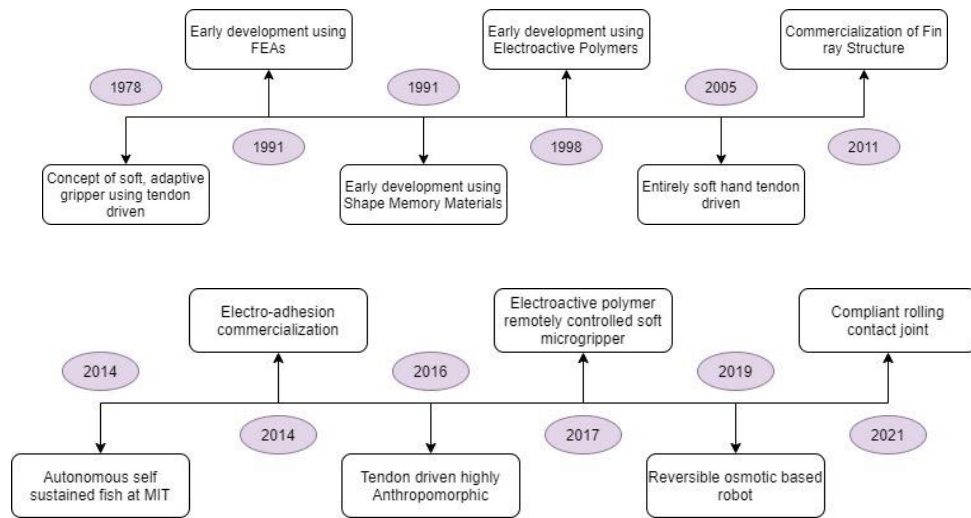 Early development using
FEAs
Early development using
Electroactive Polymers
Commercialization of Fin
ray Structure
1978
1991
2005
1991
1998
2011
Concept of soft, adaptive
gripper using tendon
driven
Early development using
Shape Memory Materials
Entirely soft hand tendon
driven
Electro-adhesion
commercialization
Electroactive polymer
remotely controlled soft
microgripper
Compliant rolling
contact joint
2014
2016
2019
2014
2017
2021
Autonomous self
sustained fish at MIT
Tendon driven highly
Anthropomorphic
Reversible osmotic based
robot